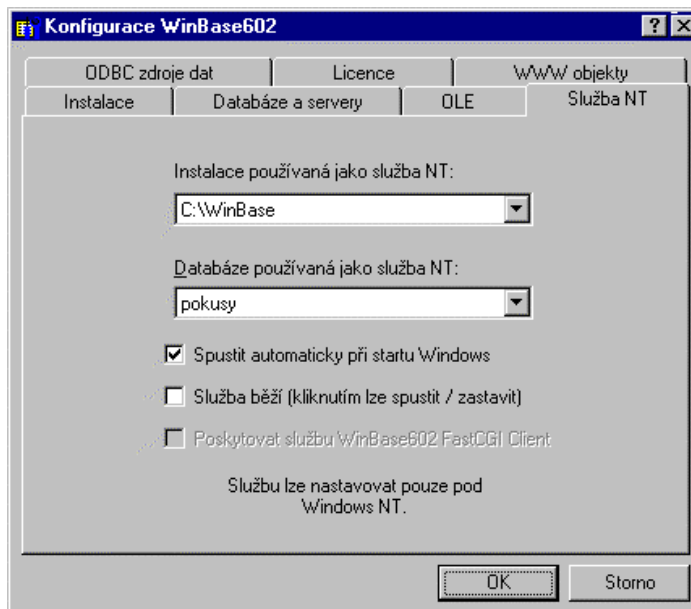 Konfigurace WinBase602
ODBC zdroje dat
Licence
WWW objekty
Instalace
Databáze a servery
OLE
Služba NT
Instalace používaná jako služba NT:
C:\WinBase
Databáze používaná jako služba NT:
pokusy
Spustit automaticky při startu Windows
Služba běží (kliknutím lze spustit / zastavit)
Poskytovat službu WinBase602 FastCGI Client
Službu lze nastavovat pouze pod
Windows NT.
OK
Storno